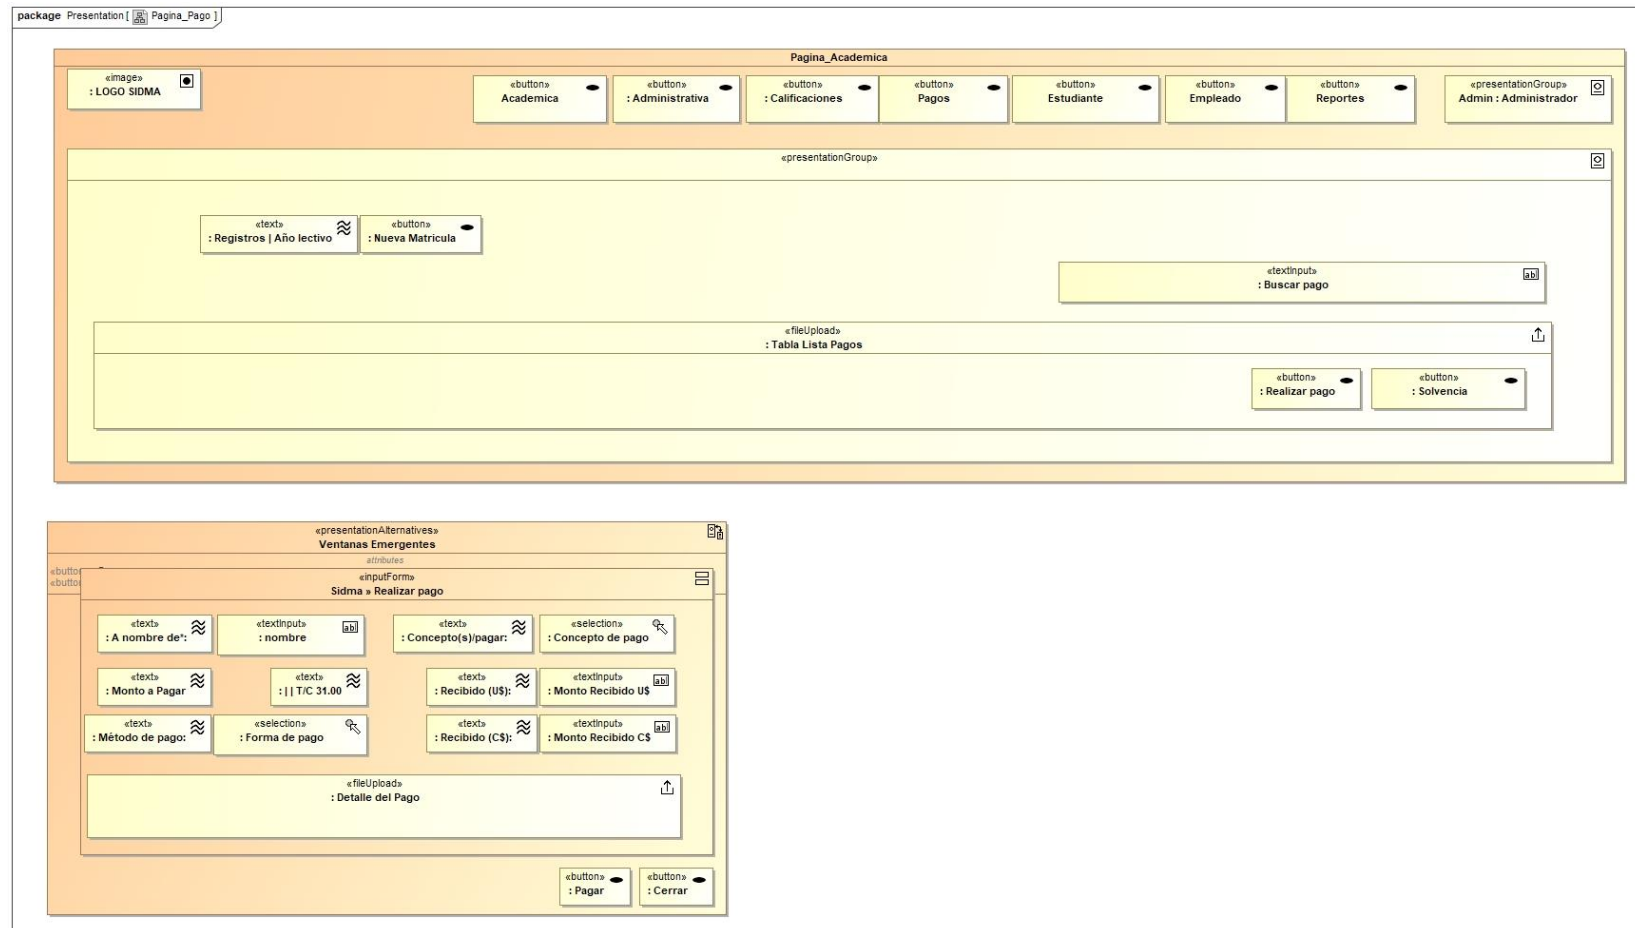 package Presentation [ Pagina_Pago ]
Pagina_Academica
«image»
: LOGO SIDMA
«button»
Academica
«button»
: Administrativa
«button»
: Calificaciones
«button»
Pagos
«button»
Estudiante
«button»
Empleado
«button»
Reportes
«presentationGroup»
Admin : Administrador
«presentationGroup»
«text»
: Registros | Año lectivo
«button»
: Nueva Matricula
«textInput»
: Buscar pago
«fileUpload»
: Tabla Lista Pagos
«button»
: Realizar pago
«button»
: Solvencia
«presentationAlternatives»
Ventanas Emergentes
attributes
«butto
«butto
«inputForm»
Sidma » Realizar pago
«text»
: A nombre de*:
«textInput»
: nombre
«text»
: Concepto(s)/pagar:
«selection»
: Concepto de pago
«text»
: Monto a Pagar
«text»
: | | T/C 31.00
«text»
: Recibido (U$):
«textInput»
: Monto Recibido U$
«text»
: Método de pago:
«selection»
: Forma de pago
«text»
: Recibido (C$):
«textInput»
: Monto Recibido C$
«fileUpload»
: Detalle del Pago
«button»
: Pagar
«button»
: Cerrar